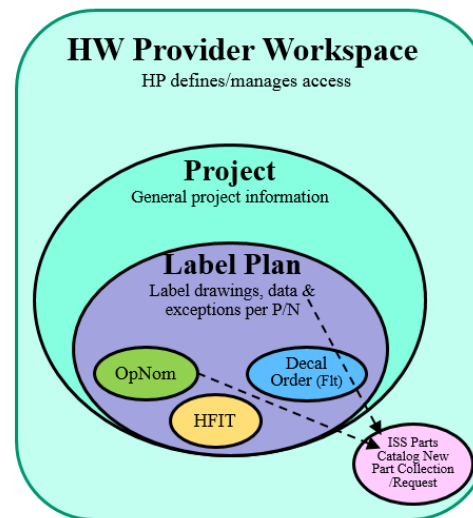 HW Provider Workspace
HP defines/manages access
Project
General project information
Label Plan
Label drawings, data &
exceptions per P/N
OpNom
Decal
Order (Flt)
HFIT
ISS Parts
Catalog New
Part Collection
/Request